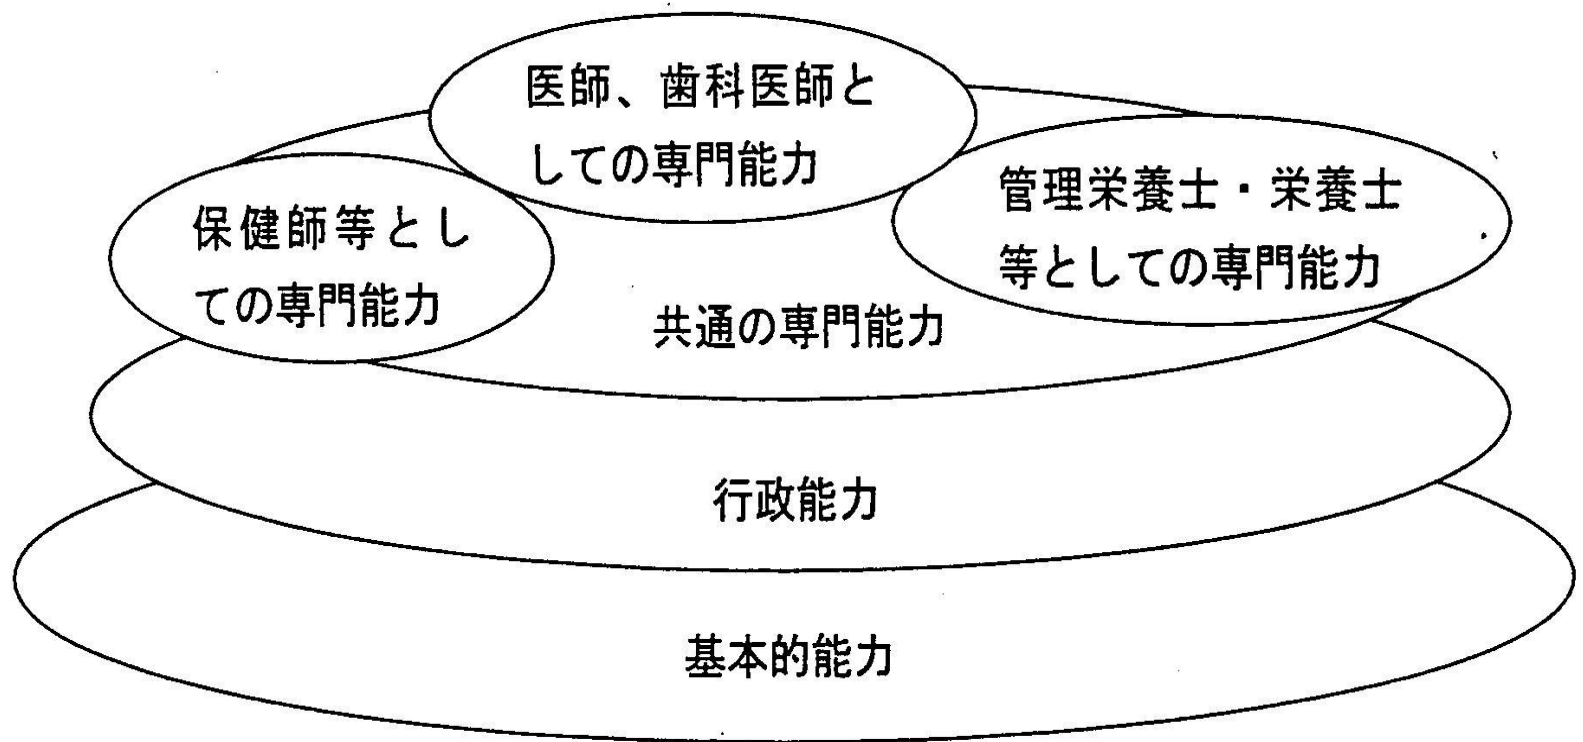 医師、歯科医師と
しての専門能力
保健師等とし
ての専門能力
管理栄養士・栄養士
等としての専門能力
共通の専門能力
行政能力
基本的能力